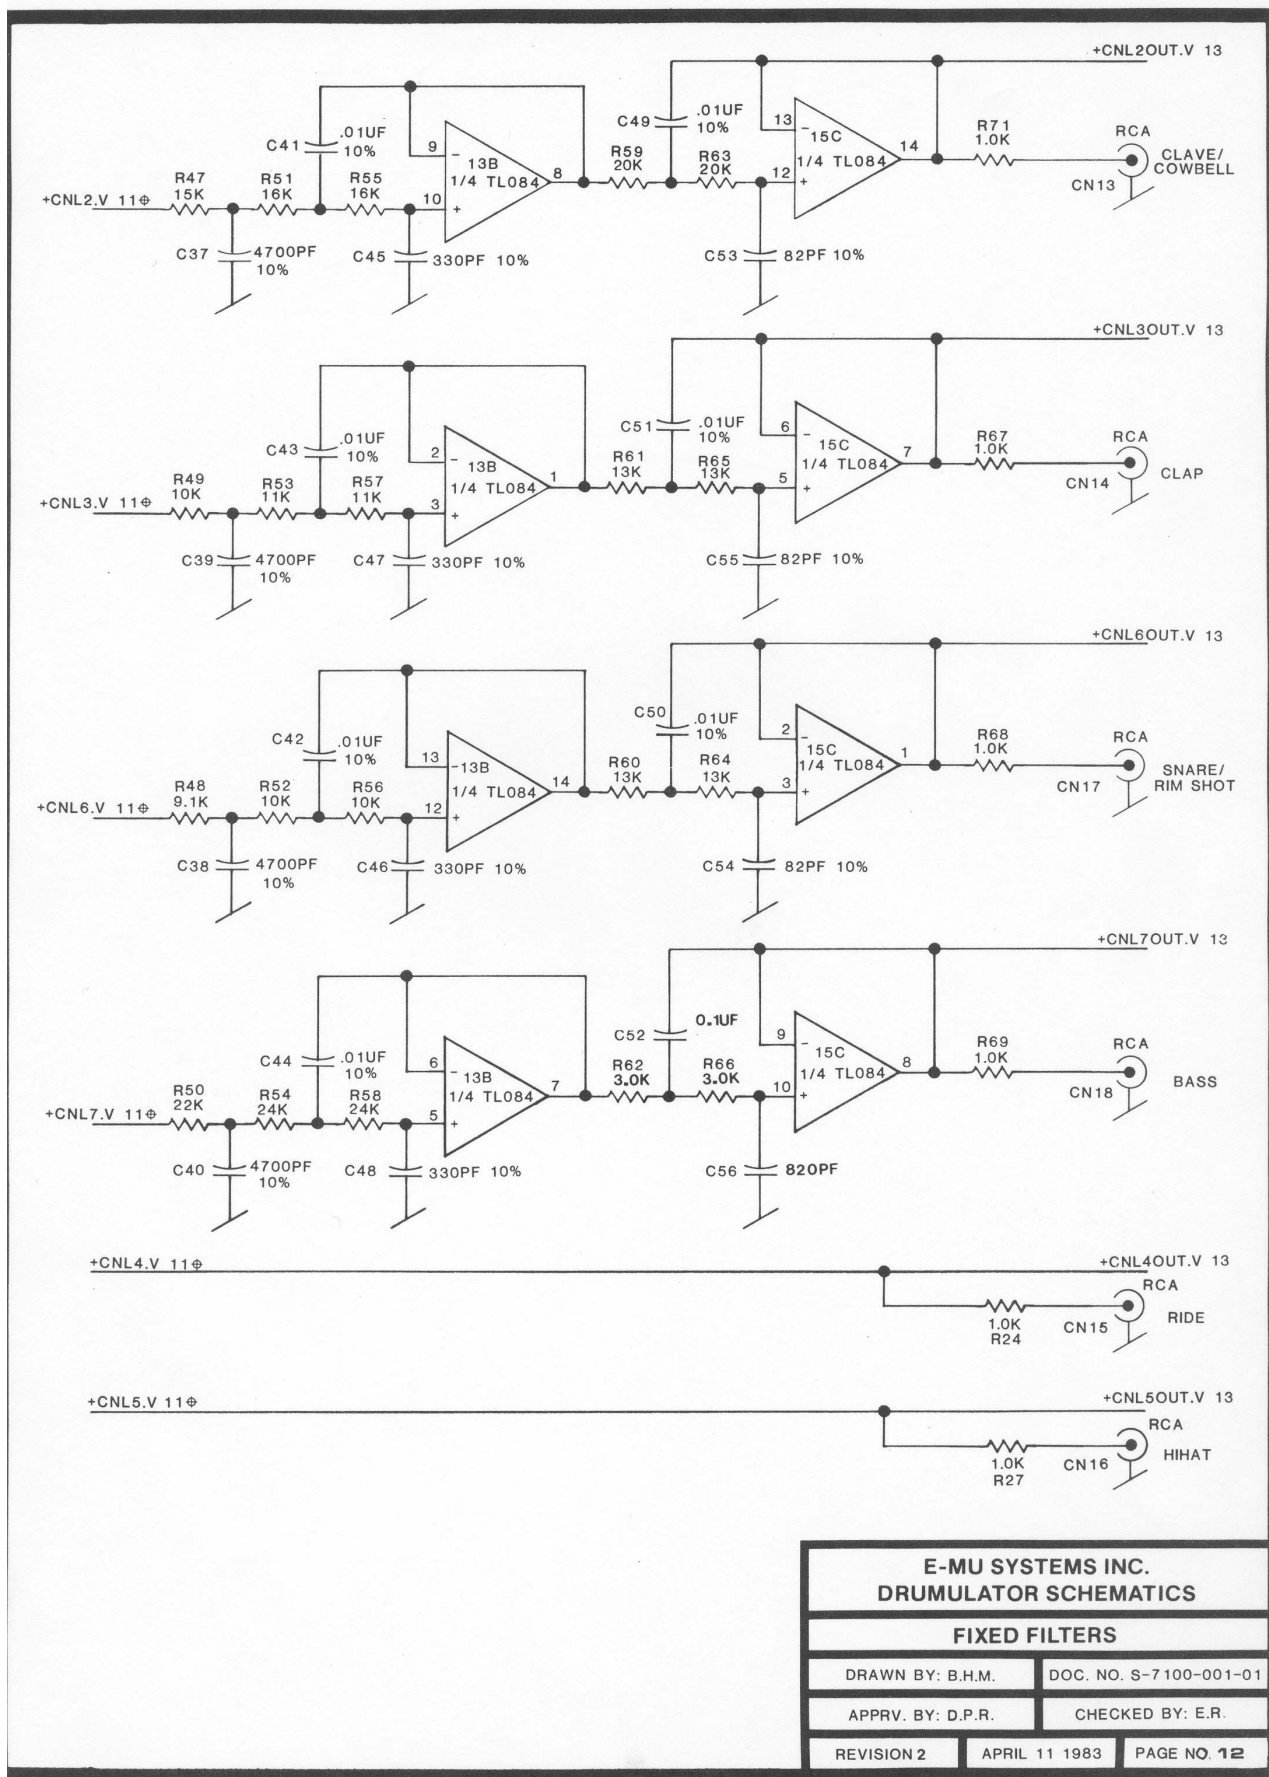 +CNL2OUT.V 13
C41 .01UF 10%
C49 .01UF 10%
9 - 13B 8
1/4 TL084
10 +
13 - 15C 14
1/4 TL084
12 +
R47 15K
R51 16K
R55 16K
R59 20K
R63 20K
R71 1.0K
RCA
CLAVE/
COWBELL
CN13
+CNL2.V 11⌖
C37 4700PF 10%
C45 330PF 10%
C53 82PF 10%
+CNL3OUT.V 13
C43 .01UF 10%
C51 .01UF 10%
2 - 13B 1
1/4 TL084
3 +
6 - 15C 7
1/4 TL084
5 +
R49 10K
R53 11K
R57 11K
R61 13K
R65 13K
R67 1.0K
RCA
CN14 CLAP
+CNL3.V 11⌖
C39 4700PF 10%
C47 330PF 10%
C55 82PF 10%
+CNL6OUT.V 13
C42 .01UF 10%
C50 .01UF 10%
13 - 13B 14
1/4 TL084
12 +
2 - 15C 1
1/4 TL084
3 +
R48 9.1K
R52 10K
R56 10K
R60 13K
R64 13K
R68 1.0K
RCA
SNARE/
RIM SHOT
CN17
+CNL6.V 11⌖
C38 4700PF 10%
C46 330PF 10%
C54 82PF 10%
+CNL7OUT.V 13
C44 .01UF 10%
C52 0.1UF
6 - 13B 7
1/4 TL084
5 +
9 - 15C 8
1/4 TL084
10 +
R50 22K
R54 24K
R58 24K
R62 3.0K
R66 3.0K
R69 1.0K
RCA
CN18 BASS
+CNL7.V 11⌖
C40 4700PF 10%
C48 330PF 10%
C56 820PF
+CNL4.V 11⌖
+CNL4OUT.V 13
RCA
1.0K
R24
CN15 RIDE
+CNL5.V 11⌖
+CNL5OUT.V 13
RCA
1.0K
R27
CN16 HIHAT
E-MU SYSTEMS INC.
DRUMULATOR SCHEMATICS
FIXED FILTERS
DRAWN BY: B.H.M. DOC. NO. S-7100-001-01
APPRV. BY: D.P.R. CHECKED BY: E.R.
REVISION 2 APRIL 11 1983 PAGE NO. 12